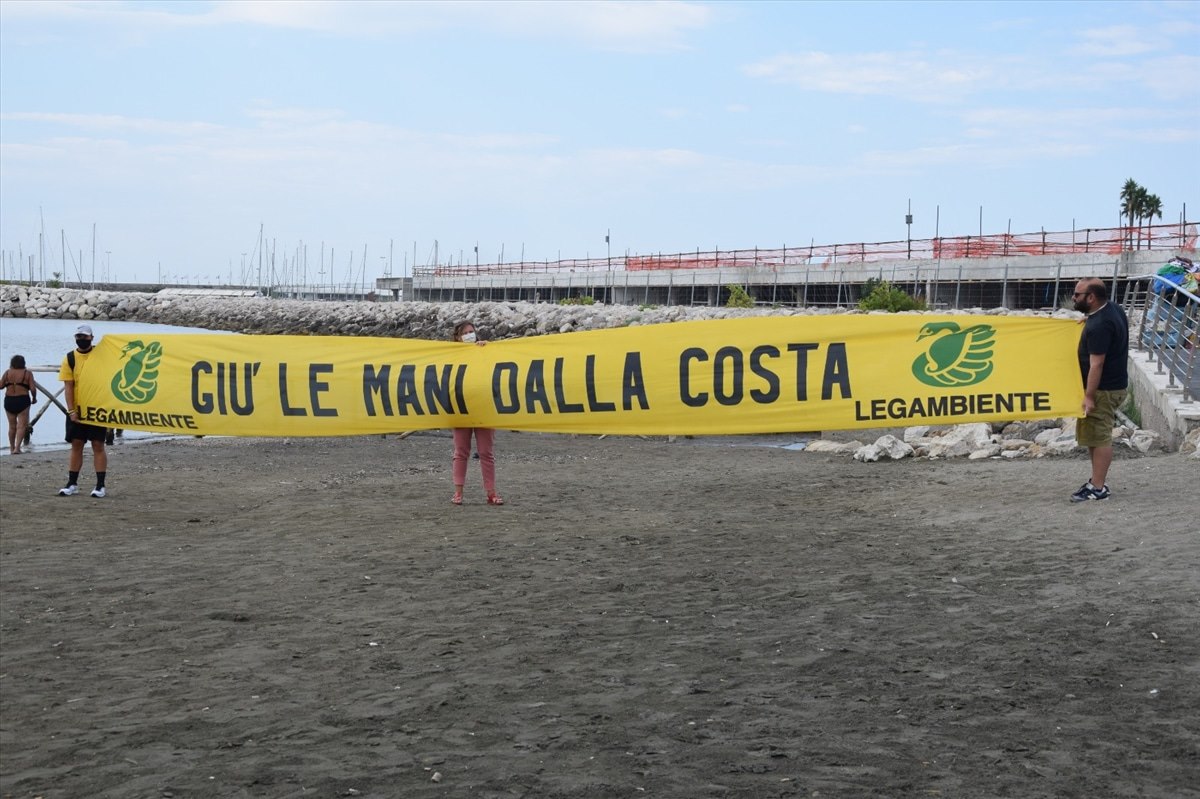 GIU' LE MANI DALLA COSTA
LEGAMBIENTE
LEGAMBIENTE